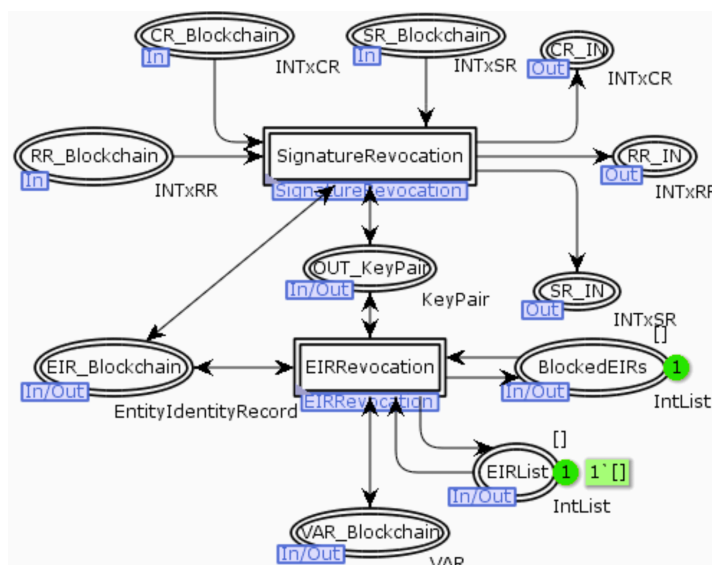 CR_Blockchain
In
INTxCR
SR_Blockchain
In
INTxSR
CR_IN
Out
INTxCR
RR_Blockchain
In
INTxRR
SignatureRevocation
SignatureRevocation
RR_IN
Out
INTxRR
OUT_KeyPair
In/Out
KeyPair
SR_IN
Out
INTxSR
EIR_Blockchain
In/Out
EntityIdentityRecord
EIRRevocation
EIRRevocation
[]
BlockedEIRs
1
In/Out
IntList
[]
EIRList
1
1`[]
In/Out
IntList
VAR_Blockchain
In/Out
VAR